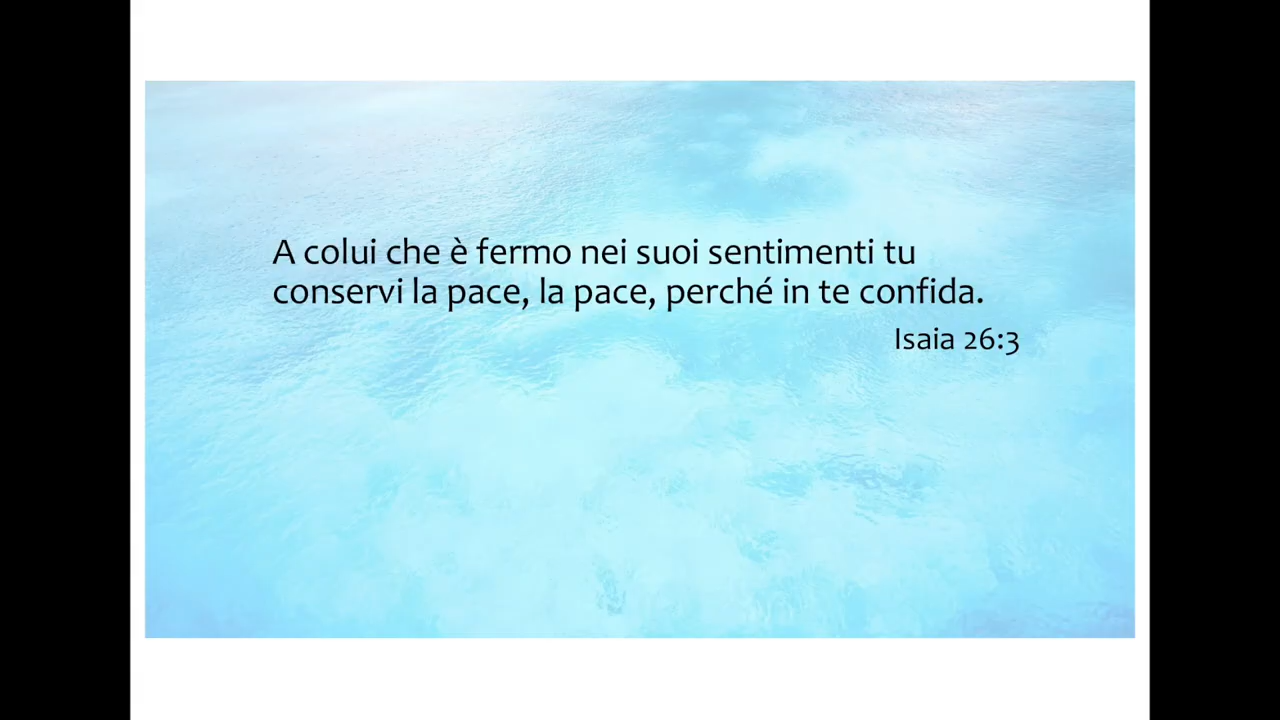 A colui che è fermo nei suoi sentimenti tu
conservi la pace, la pace, perché in te confida.
Isaia 26:3